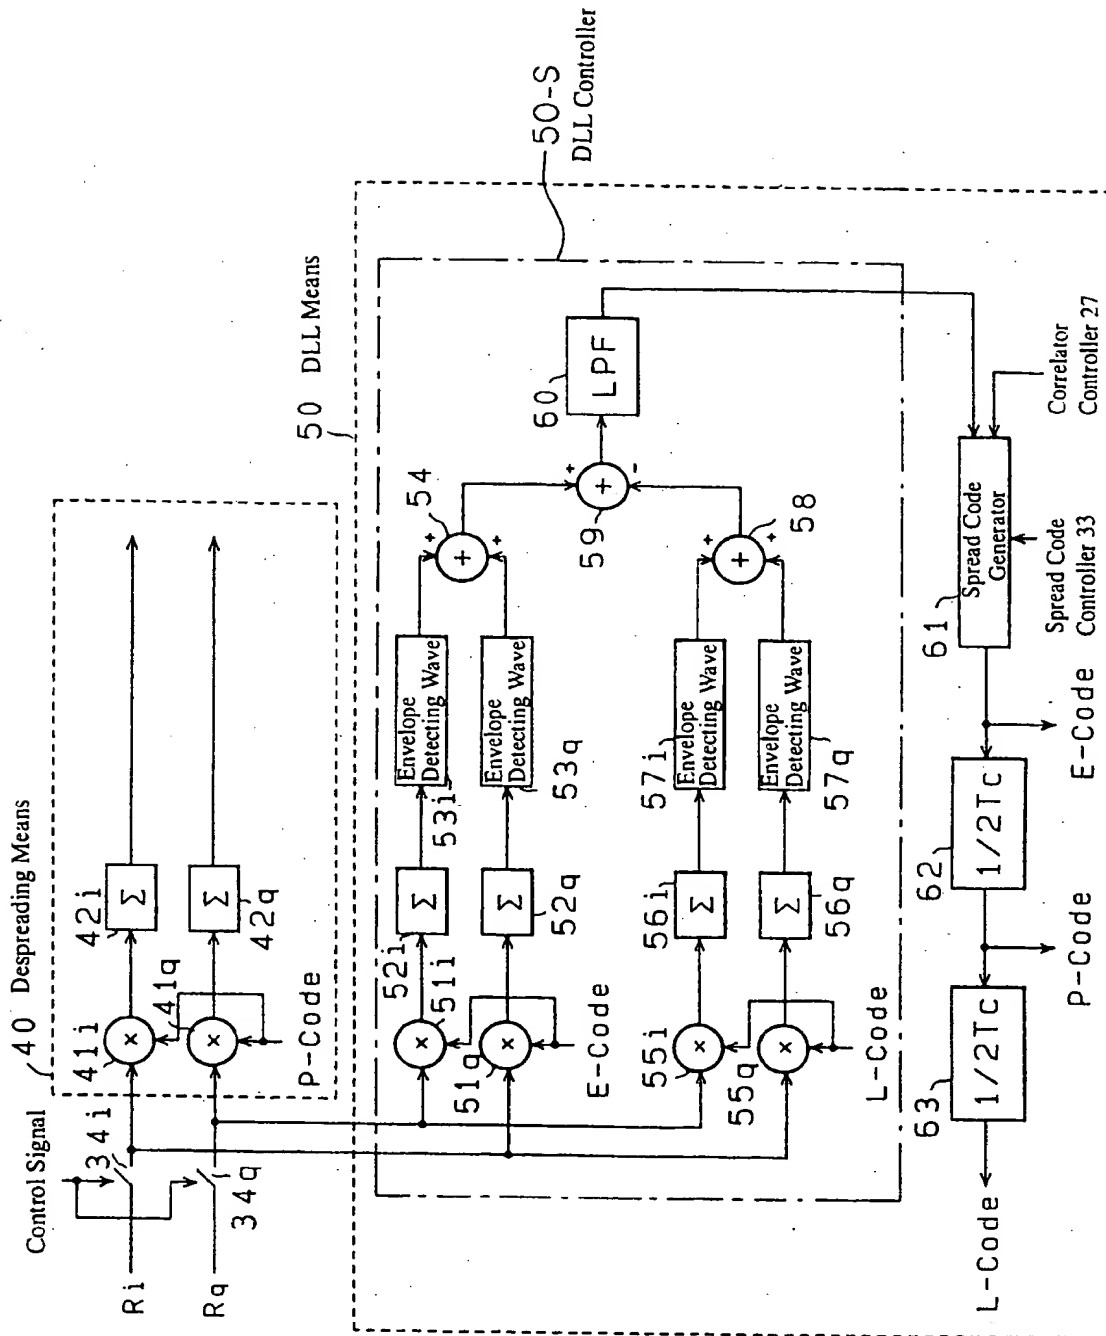 40 Despreading Means
Control Signal
Ri
Rq
34i
34q
41i
41q
42i
Σ
42q
Σ
×
×
P-Code
50 DLL Means
50-S
DLL Controller
51i
×
51q
×
E-Code
52i
Σ
52q
Σ
53i
Envelope
Detecting Wave
53q
Envelope
Detecting Wave
54
+
+
+
55i
×
55q
×
L-Code
56i
Σ
56q
Σ
57i
Envelope
Detecting Wave
57q
Envelope
Detecting Wave
58
+
+
+
59
+
+
-
60
LPF
61
Spread Code
Generator
Spread Code
Controller 33
Correlator
Controller 27
E-Code
62
1/2Tc
P-Code
63
1/2Tc
L-Code